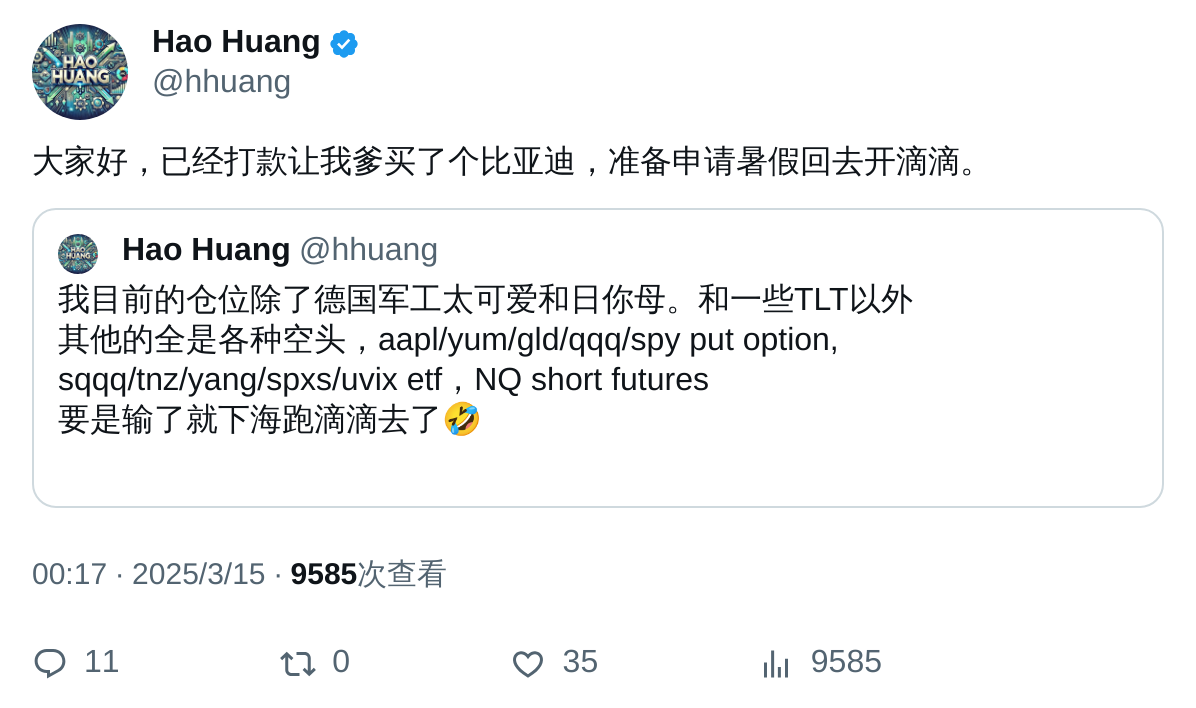 HAO
HUANG
Hao Huang
@hhuang
大家好，已经打款让我爹买了个比亚迪，准备申请暑假回去开滴滴。
HAO
HUANG
Hao Huang @hhuang
我目前的仓位除了德国军工太可爱和日你母。和一些TLT以外
其他的全是各种空头，aapl/yum/gld/qqq/spy put option,
sqqq/tnz/yang/spxs/uvix etf，NQ short futures
要是输了就下海跑滴滴去了🤣
00:17 · 2025/3/15 · 9585次查看
11 0 35 9585